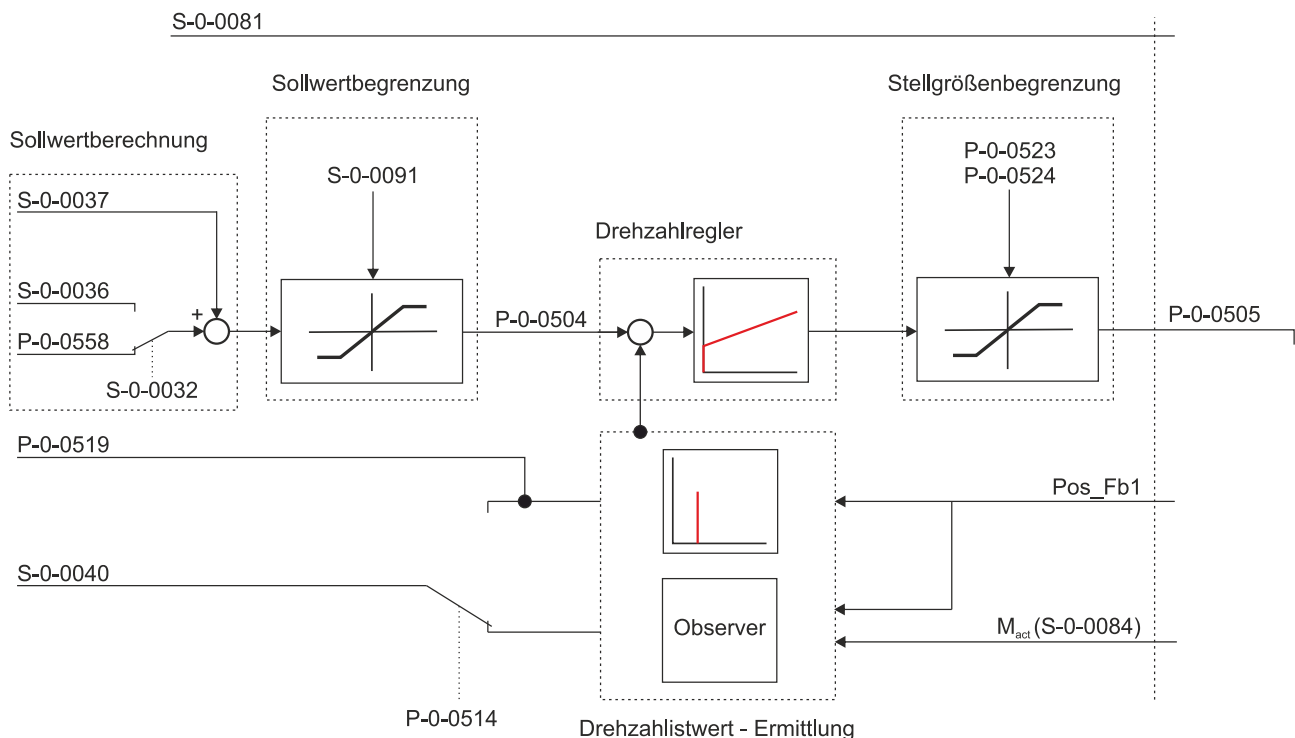 S-0-0081
Sollwertbegrenzung
Stellgrößenbegrenzung
Sollwertberechnung
P-0-0523
P-0-0524
S-0-0091
S-0-0037
Drehzahlregler
S-0-0036
+
P-0-0504
P-0-0505
P-0-0558
S-0-0032
P-0-0519
Pos_Fb1
S-0-0040
Observer
Mact (S-0-0084)
P-0-0514
Drehzahlistwert - Ermittlung